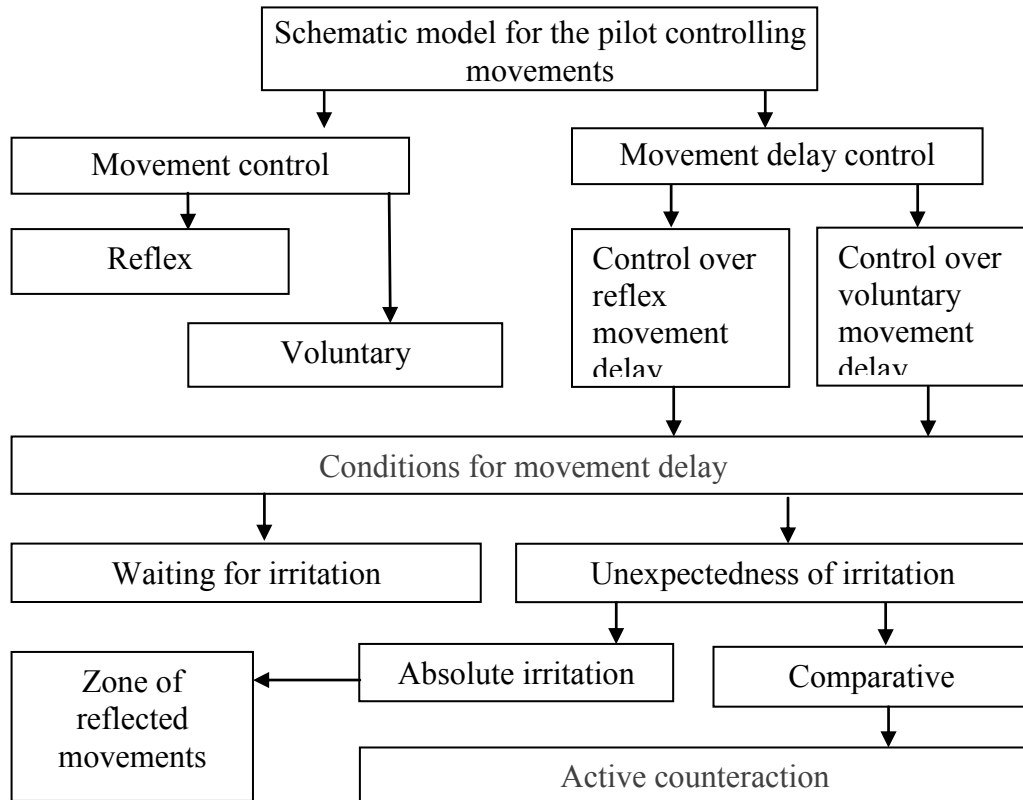 Schematic model for the pilot controlling
movements
Movement control
Movement delay control
Reflex
Voluntary
Control over
reflex
movement
delay
Control over
voluntary
movement
delay
Conditions for movement delay
Waiting for irritation
Unexpectedness of irritation
Zone of
reflected
movements
Absolute irritation
Comparative
Active counteraction